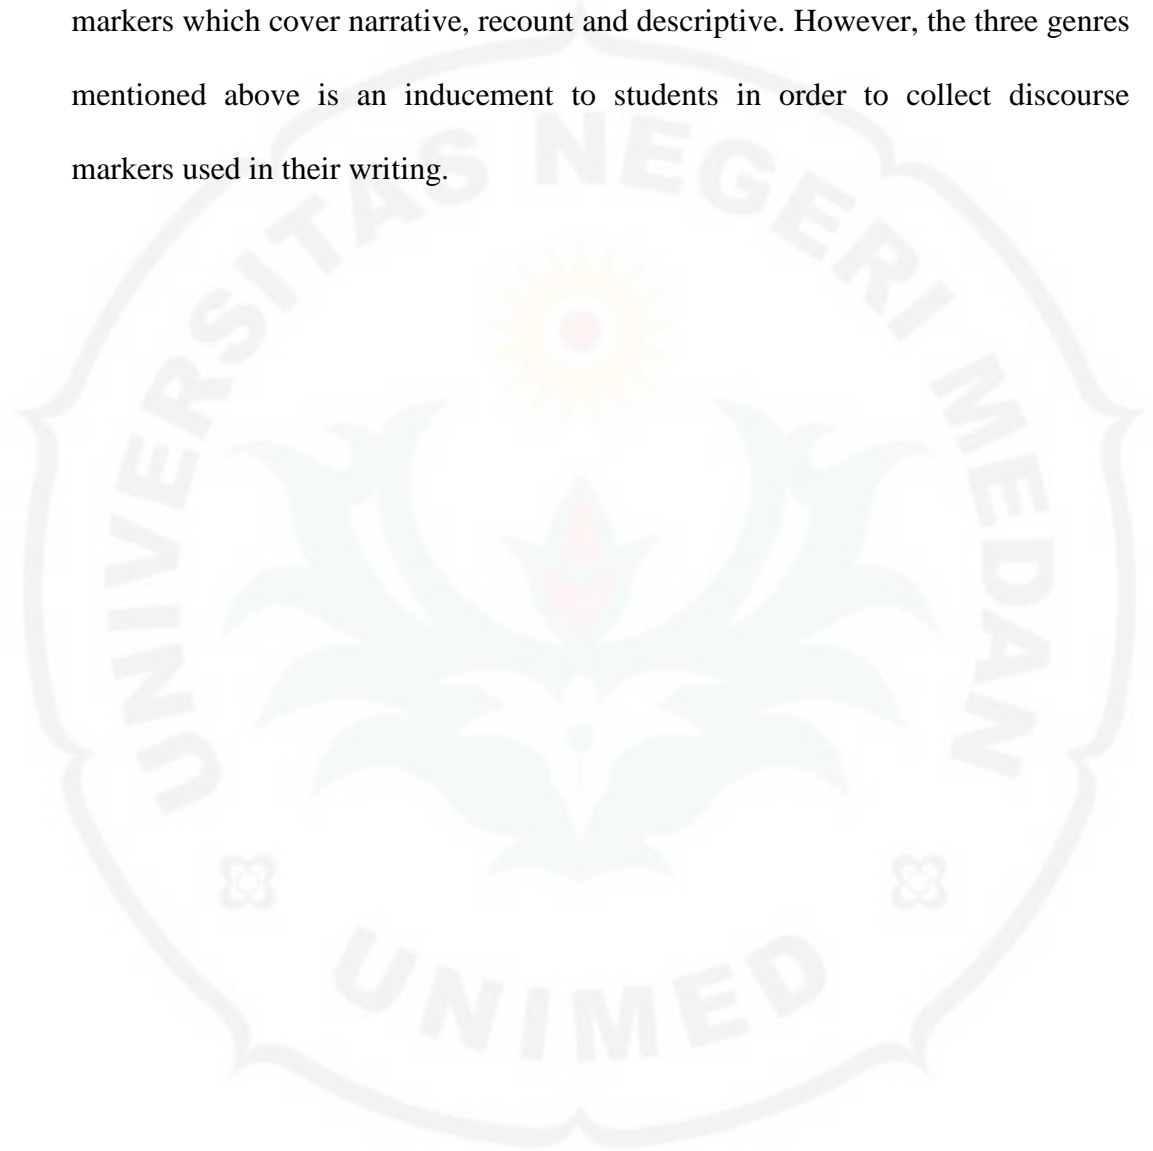 markers which cover narrative, recount and descriptive. However, the three genres
mentioned above is an inducement to students in order to collect discourse
markers used in their writing.
UNIVERSITAS NEGERI MEDAN
UNIMED